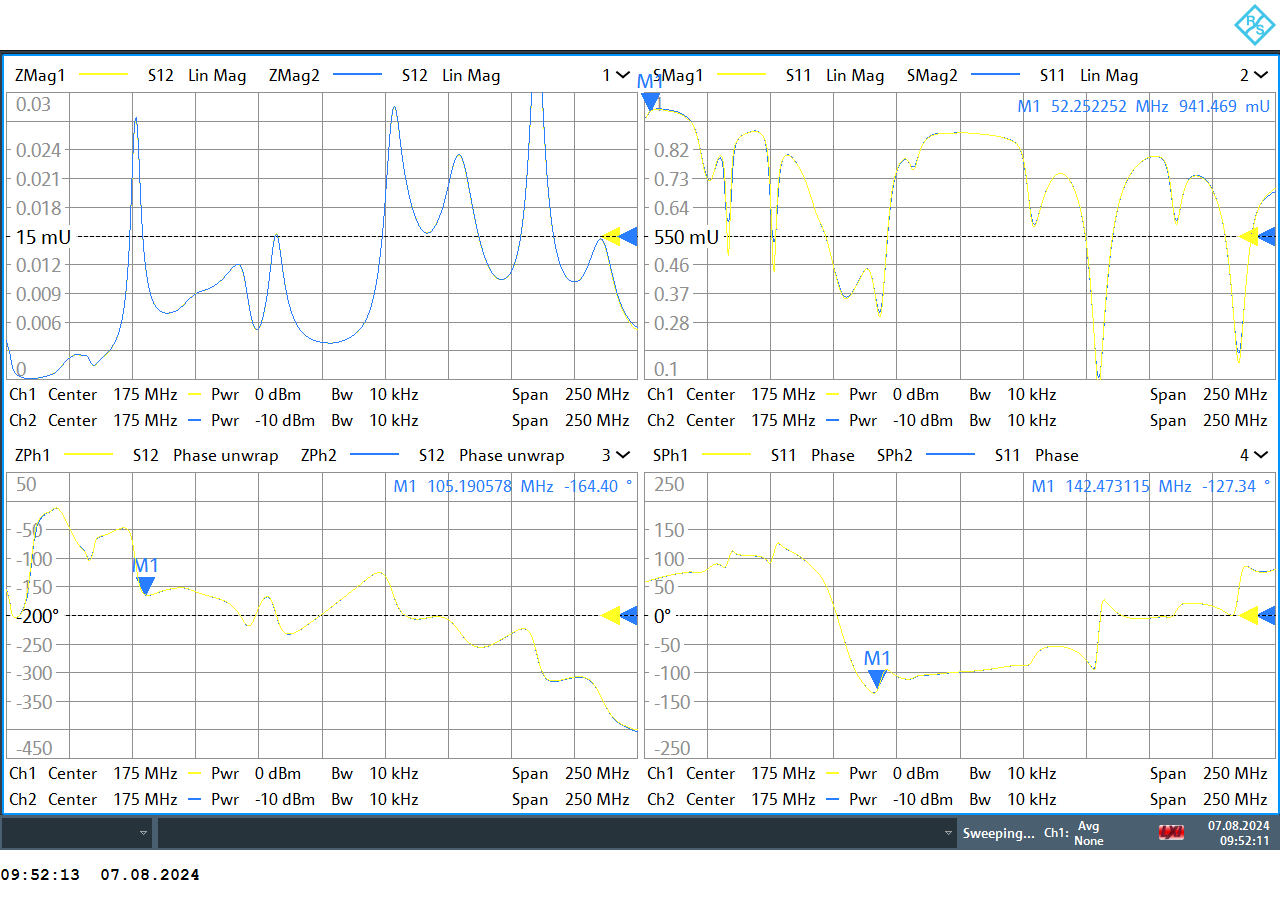 R S
ZMag1 S12 Lin Mag ZMag2 S12 Lin Mag 1
0.03
0.024
0.021
0.018
15 mU
0.012
0.009
0.006
0
Ch1 Center 175 MHz Pwr 0 dBm Bw 10 kHz Span 250 MHz
Ch2 Center 175 MHz Pwr -10 dBm Bw 10 kHz Span 250 MHz
SMag1 S11 Lin Mag SMag2 S11 Lin Mag 2
M1
M1 52.252252 MHz 941.469 mU
1
0.82
0.73
0.64
550 mU
0.46
0.37
0.28
0.1
Ch1 Center 175 MHz Pwr 0 dBm Bw 10 kHz Span 250 MHz
Ch2 Center 175 MHz Pwr -10 dBm Bw 10 kHz Span 250 MHz
ZPh1 S12 Phase unwrap ZPh2 S12 Phase unwrap 3
50
M1 105.190578 MHz -164.40 °
-50
-100
M1
-150
-200°
-250
-300
-350
-450
Ch1 Center 175 MHz Pwr 0 dBm Bw 10 kHz Span 250 MHz
Ch2 Center 175 MHz Pwr -10 dBm Bw 10 kHz Span 250 MHz
SPh1 S11 Phase SPh2 S11 Phase 4
250
M1 142.473115 MHz -127.34 °
150
100
50
0°
-50
M1
-100
-150
-250
Ch1 Center 175 MHz Pwr 0 dBm Bw 10 kHz Span 250 MHz
Ch2 Center 175 MHz Pwr -10 dBm Bw 10 kHz Span 250 MHz
Sweeping... Ch1: Avg None
LXI
07.08.2024
09:52:11
09:52:13 07.08.2024